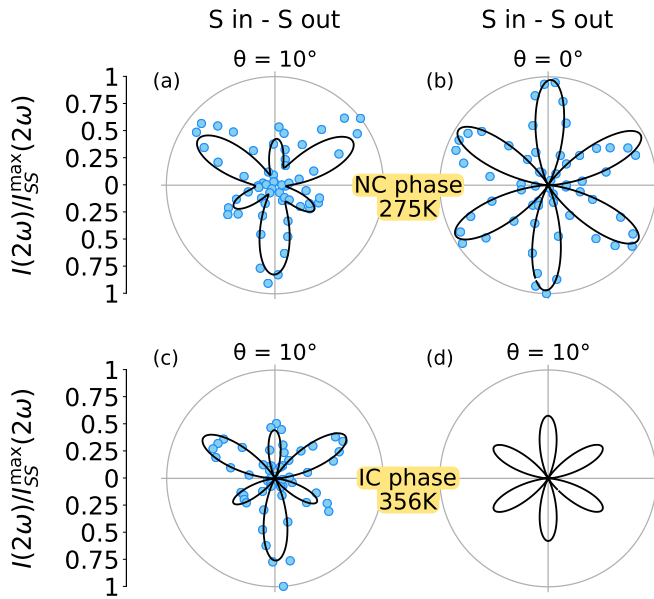 S in - S out
S in - S out
(a)
θ = 10°
(b)
θ = 0°
I(2ω)/I_SS^max(2ω)
1
0.75
0.5
0.25
0
0.25
0.5
0.75
1
NC phase
275K
(c)
θ = 10°
(d)
θ = 10°
I(2ω)/I_SS^max(2ω)
1
0.75
0.5
0.25
0
0.25
0.5
0.75
1
IC phase
356K